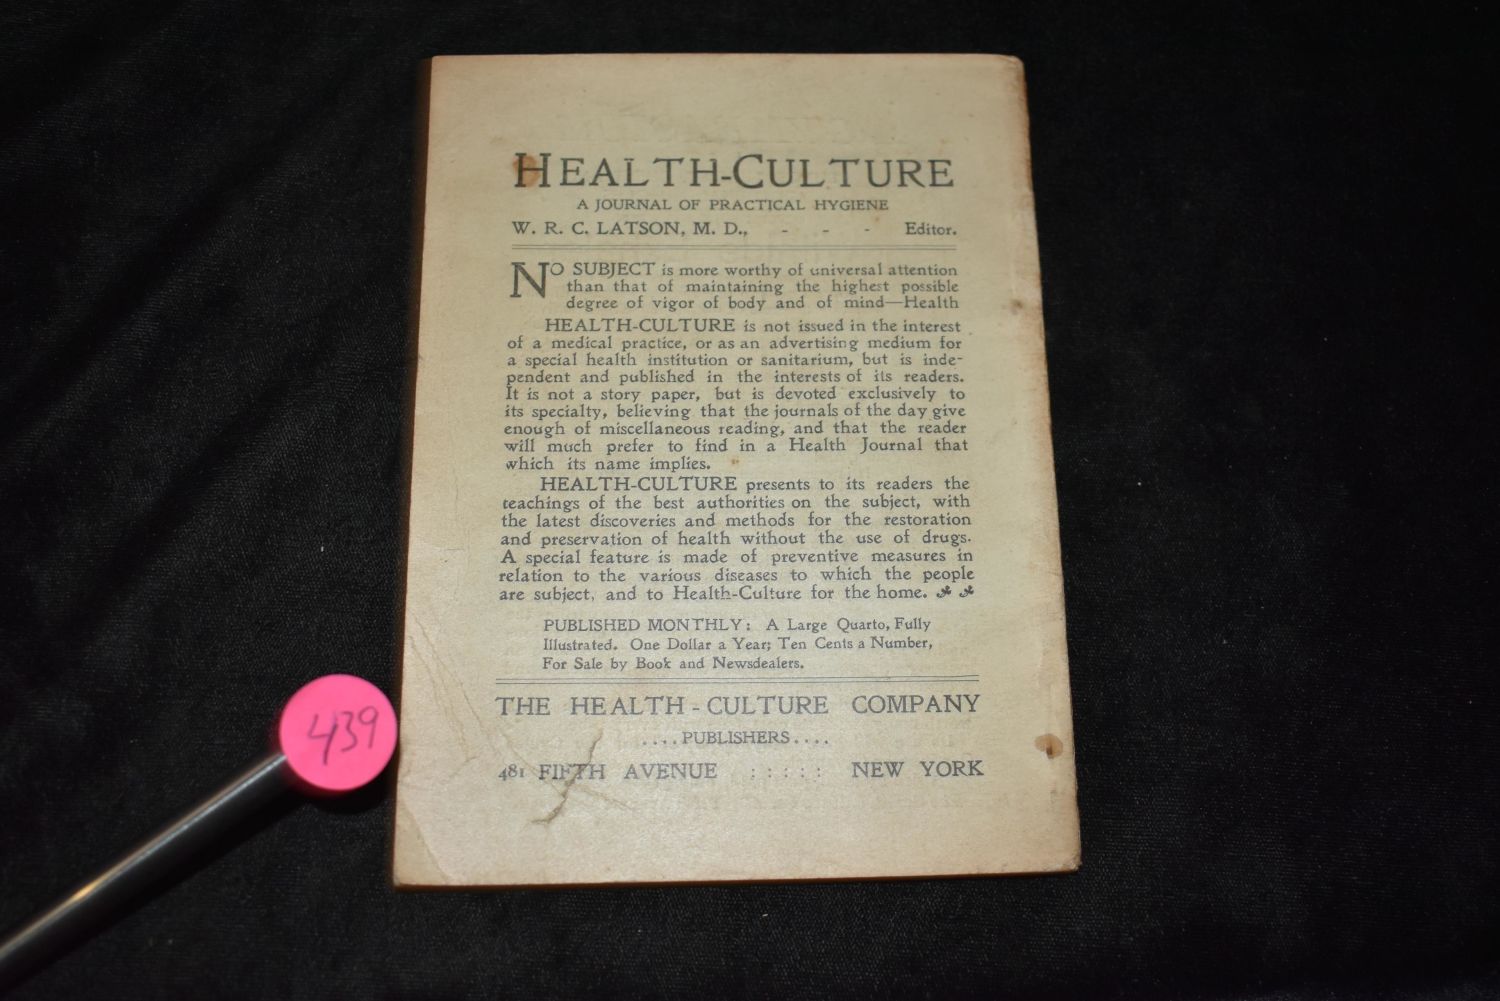 HEALTH-CULTURE
A JOURNAL OF PRACTICAL HYGIENE
W. R. C. LATSON, M. D., - - - Editor.
NO SUBJECT is more worthy of universal attention
than that of maintaining the highest possible
degree of vigor of body and of mind—Health
HEALTH-CULTURE is not issued in the interest
of a medical practice, or as an advertising medium for
a special health institution or sanitarium, but is inde-
pendent and published in the interests of its readers.
It is not a story paper, but is devoted exclusively to
its specialty, believing that the journals of the day give
enough of miscellaneous reading, and that the reader
will much prefer to find in a Health Journal that
which its name implies.
HEALTH-CULTURE presents to its readers the
teachings of the best authorities on the subject, with
the latest discoveries and methods for the restoration
and preservation of health without the use of drugs.
A special feature is made of preventive measures in
relation to the various diseases to which the people
are subject, and to Health-Culture for the home.
PUBLISHED MONTHLY: A Large Quarto, Fully
Illustrated. One Dollar a Year; Ten Cents a Number,
For Sale by Book and Newsdealers.
THE HEALTH-CULTURE COMPANY
....PUBLISHERS....
481 FIFTH AVENUE : : : : : NEW YORK
439